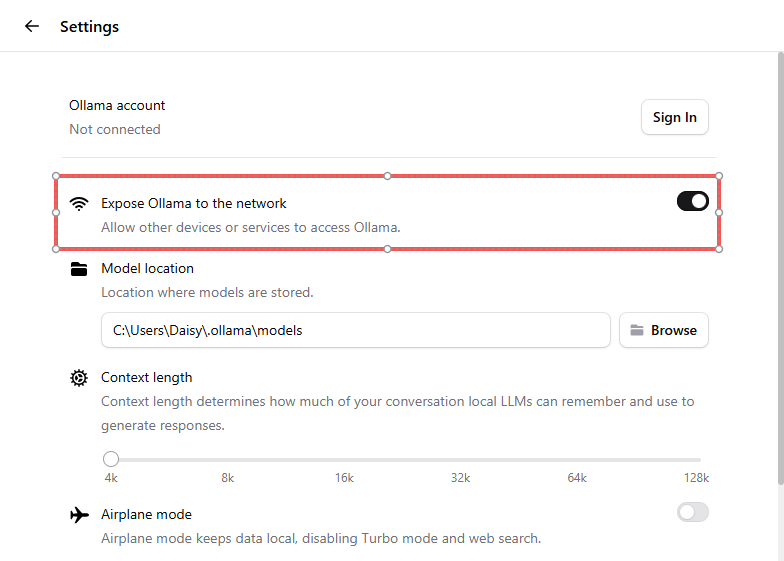 Settings
Ollama account
Not connected
Sign In
Expose Ollama to the network
Allow other devices or services to access Ollama.
Model location
Location where models are stored.
C:\Users\Daisy\.ollama\models
Browse
Context length
Context length determines how much of your conversation local LLMs can remember and use to
generate responses.
4k 8k 16k 32k 64k 128k
Airplane mode
Airplane mode keeps data local, disabling Turbo mode and web search.